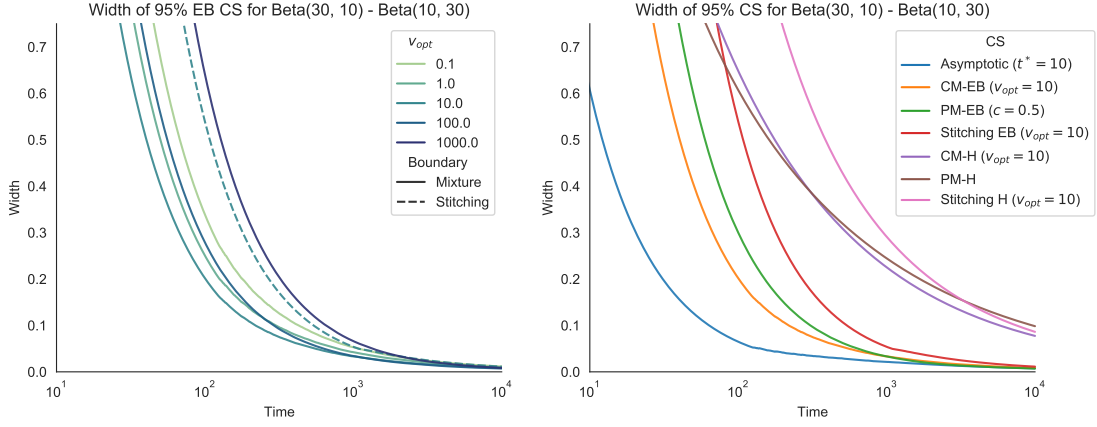 Width of 95% EB CS for Beta(30, 10) - Beta(10, 30)
0.7
0.6
0.5
0.4
0.3
0.2
0.1
0.0
Width
10^1
10^2
10^3
10^4
Time
v_opt
0.1
1.0
10.0
100.0
1000.0
Boundary
Mixture
Stitching
Width of 95% CS for Beta(30, 10) - Beta(10, 30)
0.7
0.6
0.5
0.4
0.3
0.2
0.1
0.0
Width
10^1
10^2
10^3
10^4
Time
CS
Asymptotic (t* = 10)
CM-EB (v_opt = 10)
PM-EB (c = 0.5)
Stitching EB (v_opt = 10)
CM-H (v_opt = 10)
PM-H
Stitching H (v_opt = 10)